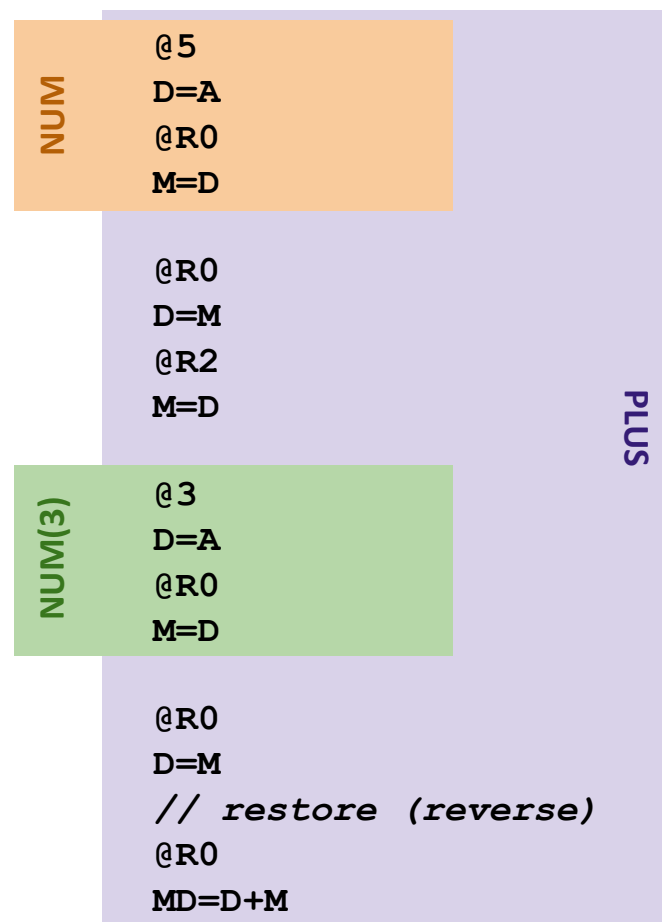 NUM
@5
D=A
@R0
M=D
@R0
D=M
@R2
M=D
PLUS
NUM(3)
@3
D=A
@R0
M=D
@R0
D=M
// restore (reverse)
@R0
MD=D+M